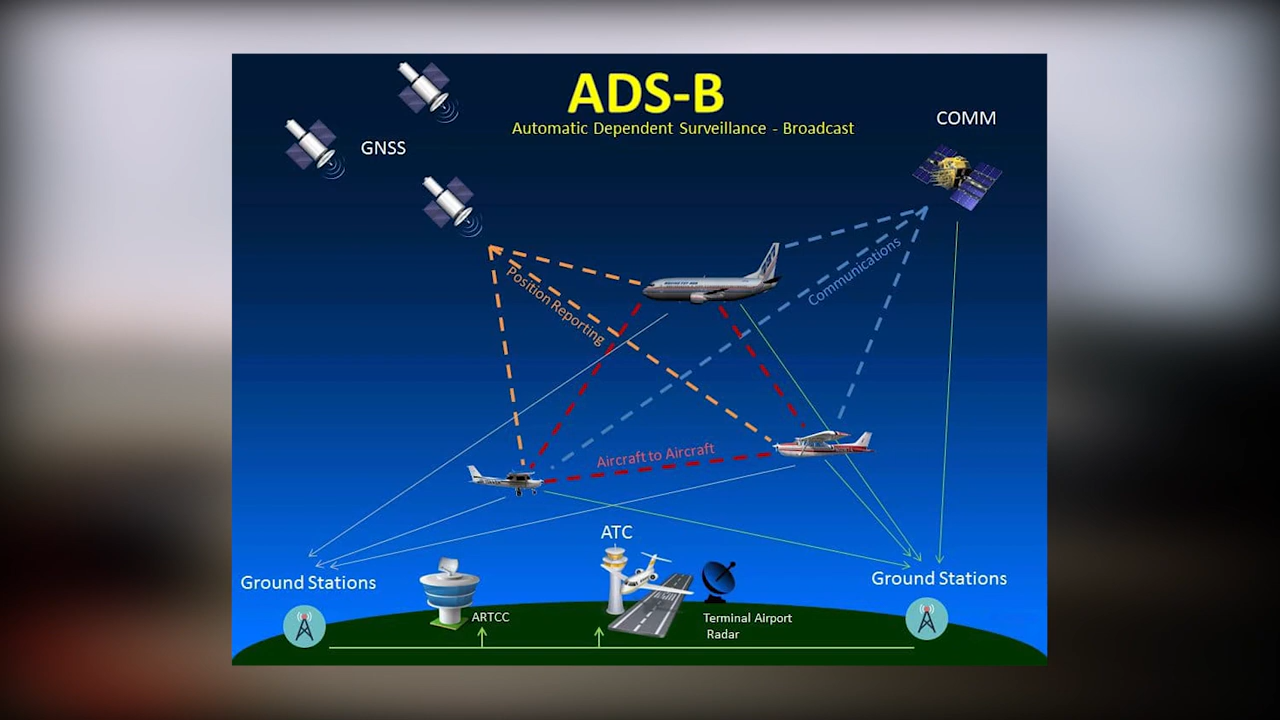 ADS-B
Automatic Dependent Surveillance - Broadcast
COMM
GNSS
Position Reporting
Communications
Aircraft to Aircraft
ATC
Ground Stations
Ground Stations
ARTCC
Terminal Airport
Radar